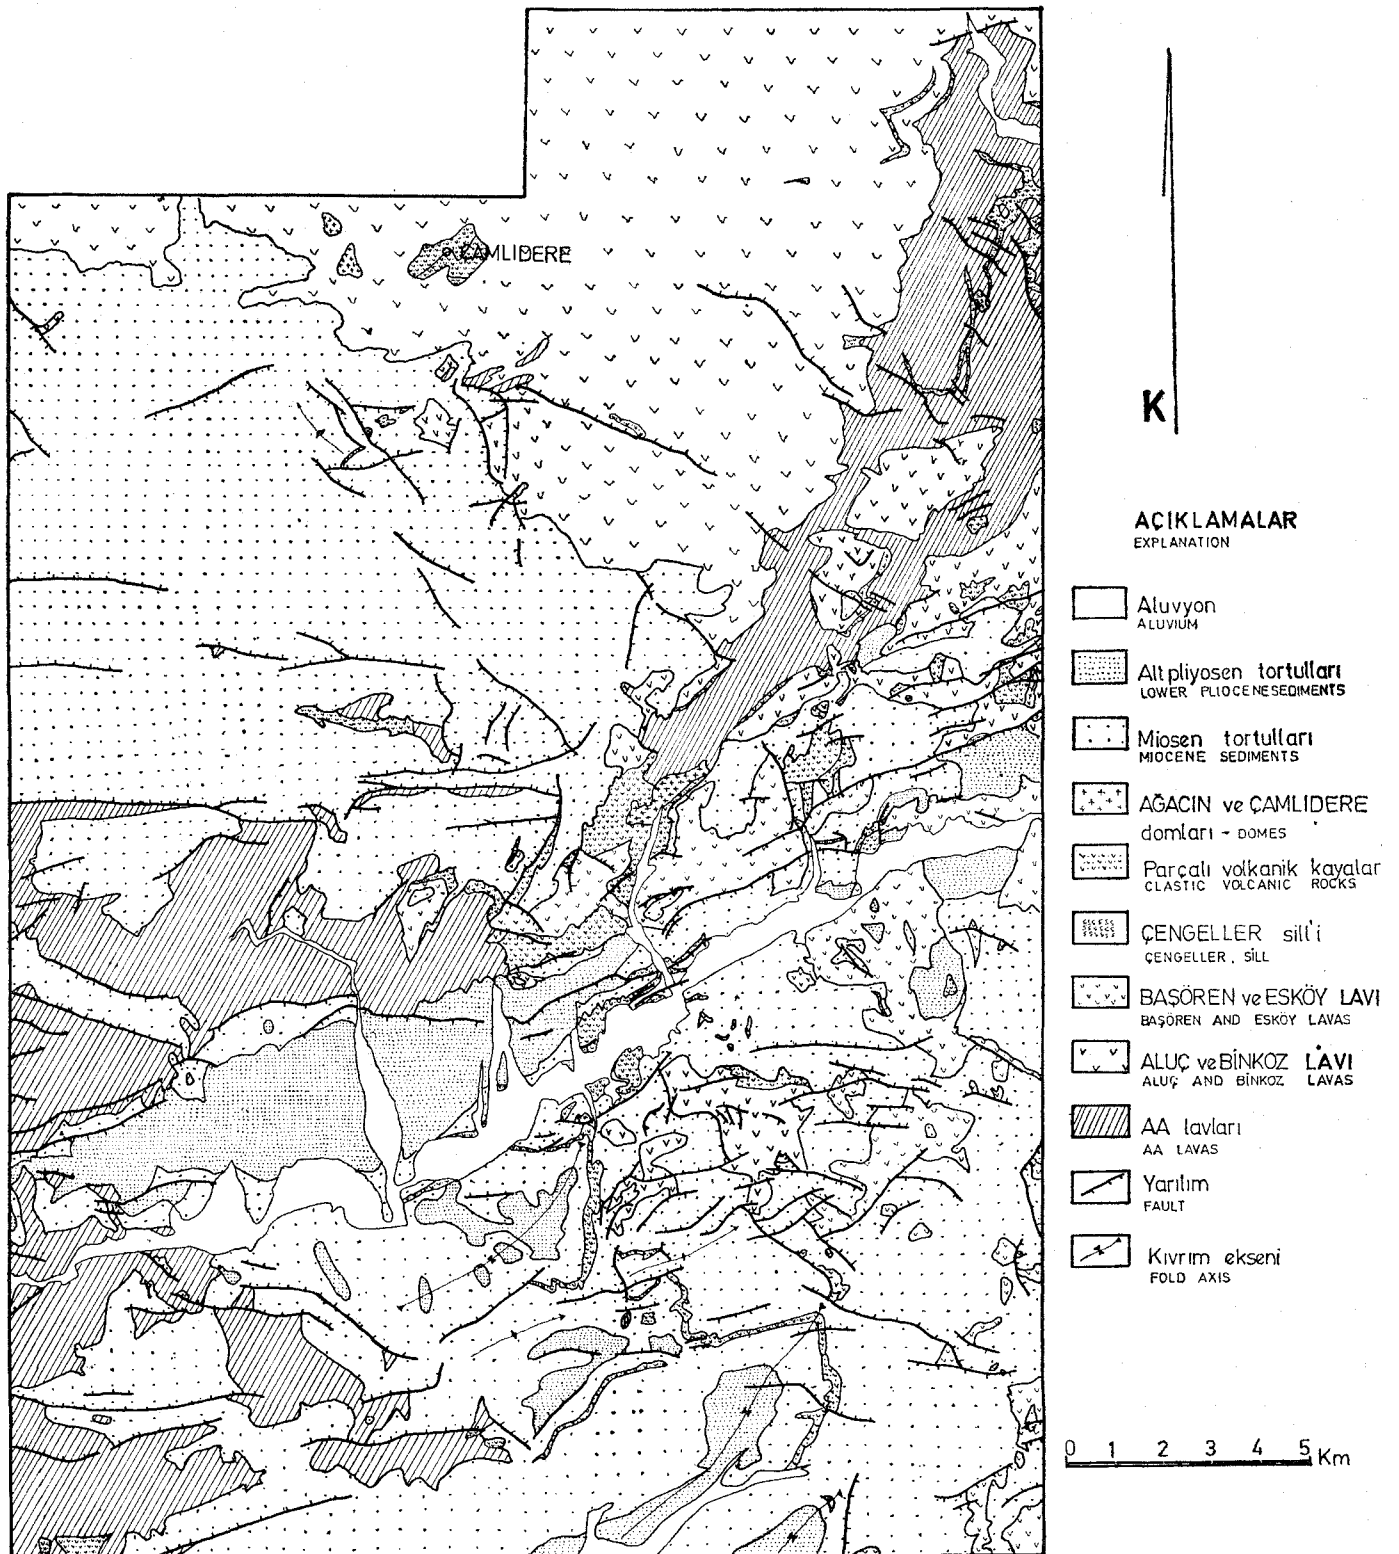 ÇAMLIDERE
K
AÇIKLAMALAR
EXPLANATION
Aluvyon
ALUVIUM
Alt pliyosen tortulları
LOWER PLIOCENE SEDIMENTS
Miosen tortulları
MIOCENE SEDIMENTS
AĞACIN ve ÇAMLIDERE
domları - DOMES
Parçalı volkanik kayalar
CLASTIC VOLCANIC ROCKS
ÇENGELLER sill'i
ÇENGELLER, SİLL
BAŞÖREN ve ESKÖY LAVI
BAŞÖREN AND ESKÖY LAVAS
ALUÇ ve BİNKOZ LAVI
ALUÇ AND BİNKOZ LAVAS
AA lavları
AA LAVAS
Yarılım
FAULT
Kıvrım ekseni
FOLD AXIS
0 1 2 3 4 5 Km